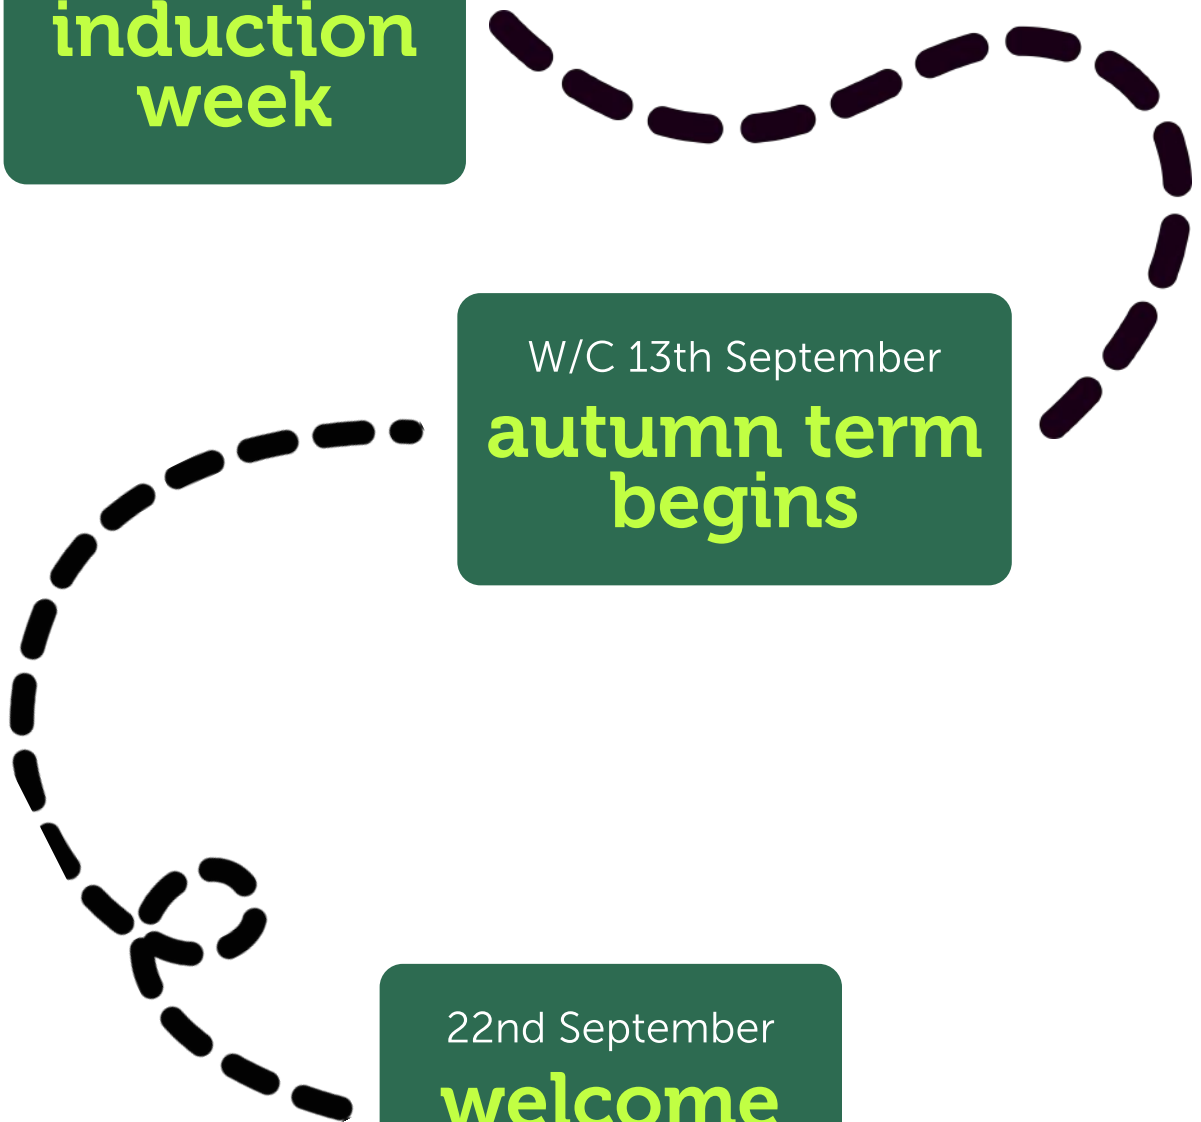 induction
week
W/C 13th September
autumn term
begins
22nd September
welcome